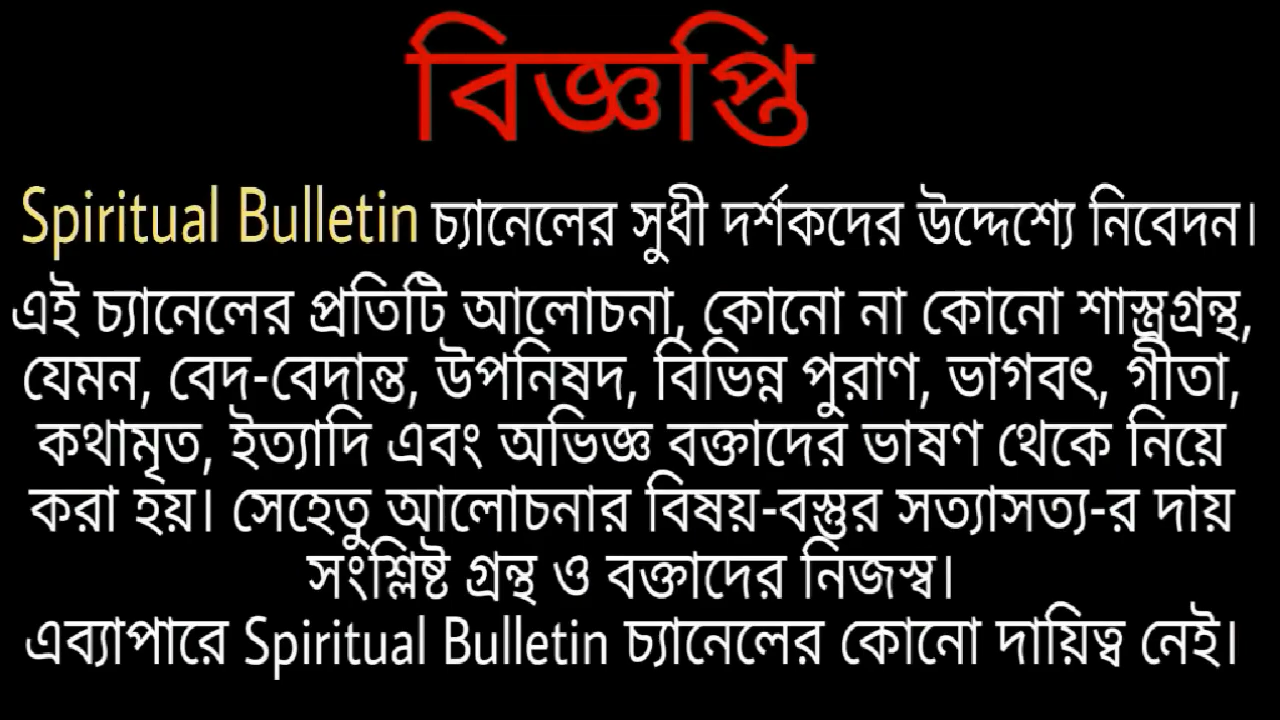 বিজ্ঞপ্তি
Spiritual Bulletin চ্যানেলের সুধী দর্শকদের উদ্দেশ্যে নিবেদন।
এই চ্যানেলের প্রতিটি আলোচনা, কোনো না কোনো শাস্ত্রগ্রন্থ,
যেমন, বেদ-বেদান্ত, উপনিষদ, বিভিন্ন পুরাণ, ভাগবৎ, গীতা,
কথামৃত, ইত্যাদি এবং অভিজ্ঞ বক্তাদের ভাষণ থেকে নিয়ে
করা হয়। সেহেতু আলোচনার বিষয়-বস্তুর সত্যাসত্য-র দায়
সংশ্লিষ্ট গ্রন্থ ও বক্তাদের নিজস্ব।
এব্যাপারে Spiritual Bulletin চ্যানেলের কোনো দায়িত্ব নেই।